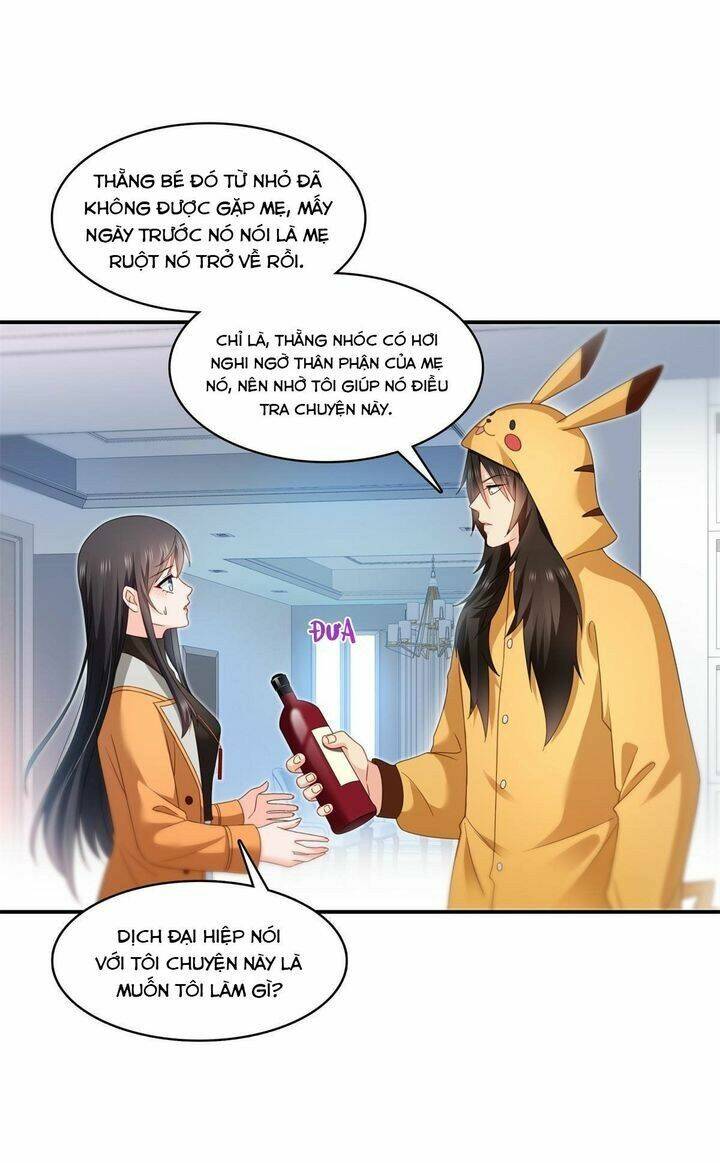 THẰNG BÉ ĐÓ TỪ NHỎ ĐÃ
KHÔNG ĐƯỢC GẶP MẸ, MẤY
NGÀY TRƯỚC NÓ NÓI LÀ MẸ
RUỘT NÓ TRỞ VỀ RỒI.
CHỈ LÀ, THẰNG NHÓC CÓ HƠI
NGHI NGỜ THÂN PHẬN CỦA MẸ
NÓ, NÊN NHỜ TÔI GIÚP NÓ ĐIỀU
TRA CHUYỆN NÀY.
ĐƯA
DỊCH ĐẠI HIỆP NÓI
VỚI TÔI CHUYỆN NÀY LÀ
MUỐN TÔI LÀM GÌ?